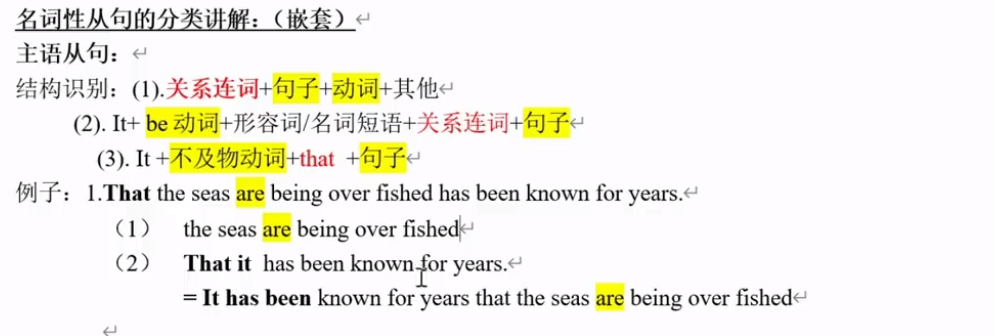 名词性从句的分类讲解：（嵌套）
主语从句：
结构识别：(1).关系连词+句子+动词+其他
(2). It+ be 动词+形容词/名词短语+关系连词+句子
(3). It +不及物动词+that +句子
例子：1.That the seas are being over fished has been known for years.
（1） the seas are being over fished
（2） That it has been known for years.
= It has been known for years that the seas are being over fished